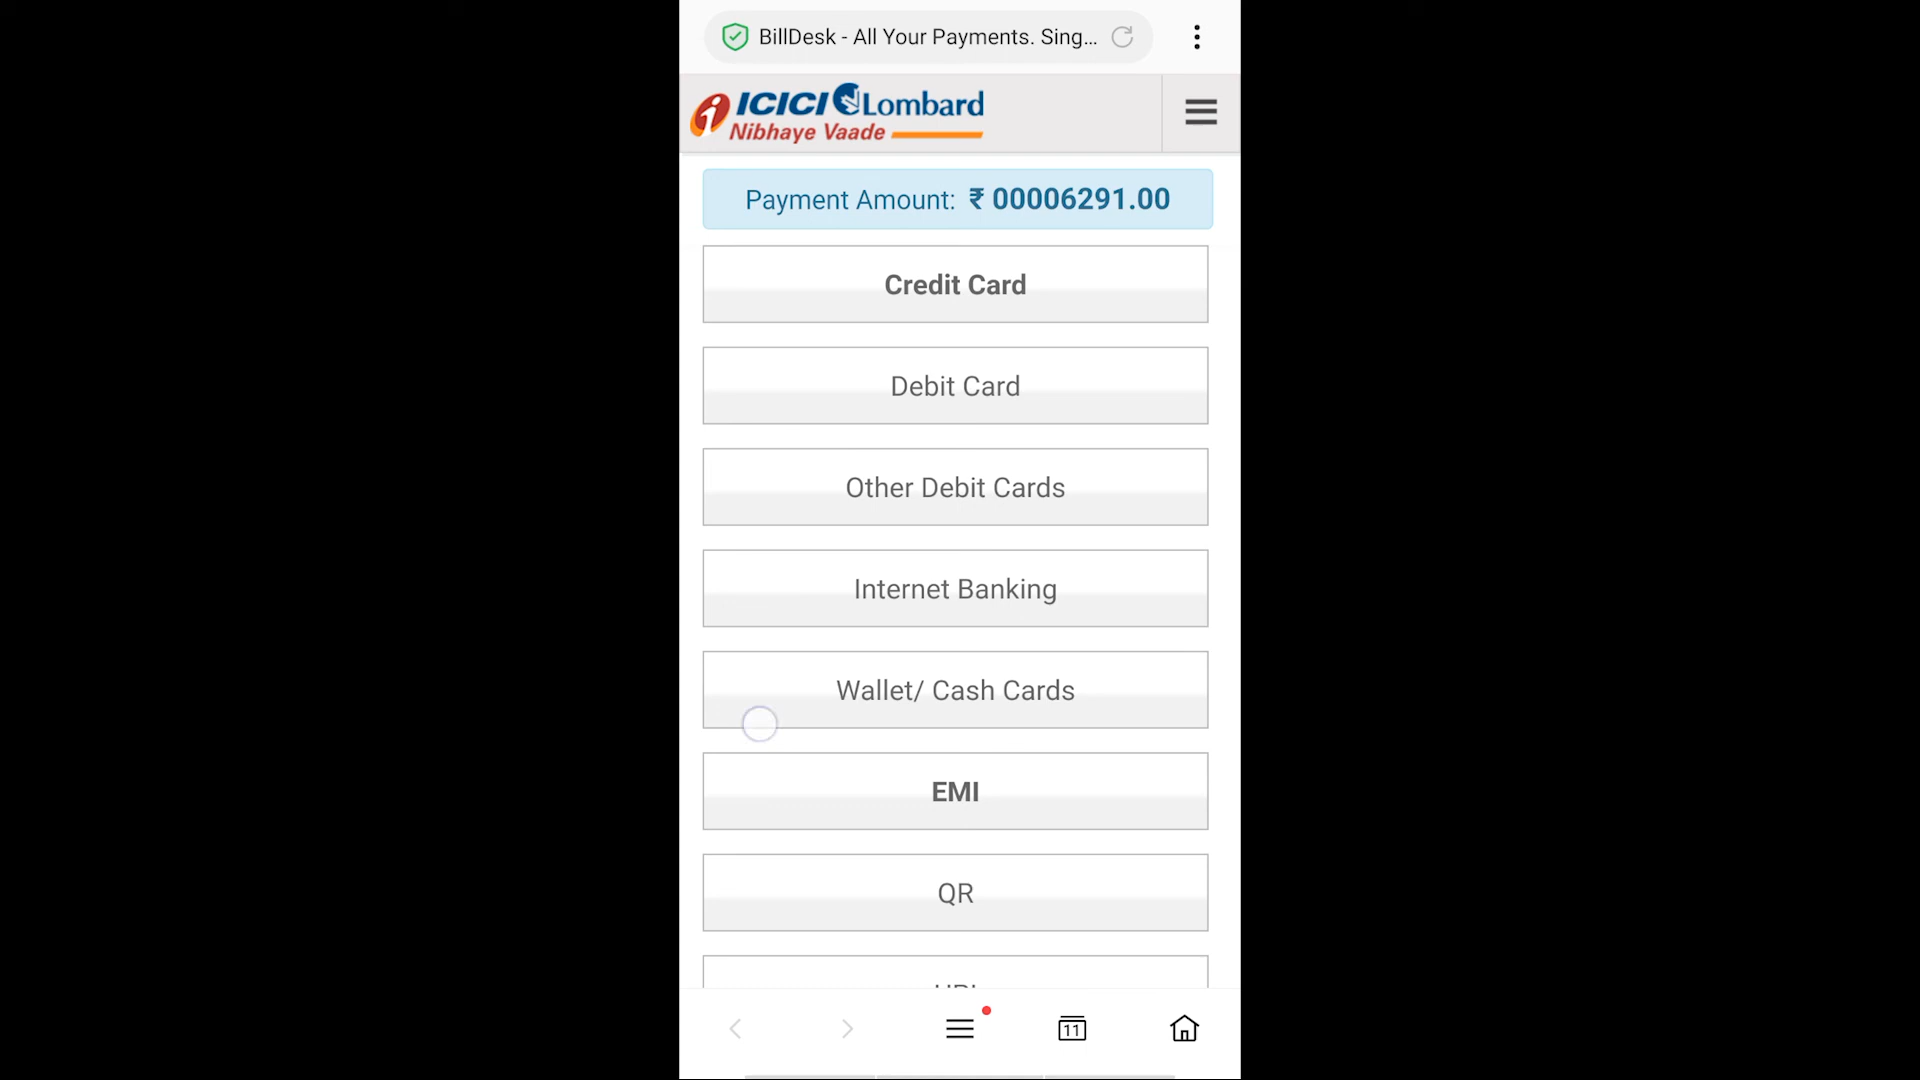 BillDesk - All Your Payments. Sing...
ICICI Lombard
Nibhaye Vaade
Payment Amount: ₹ 00006291.00
Credit Card
Debit Card
Other Debit Cards
Internet Banking
Wallet/ Cash Cards
EMI
QR
11